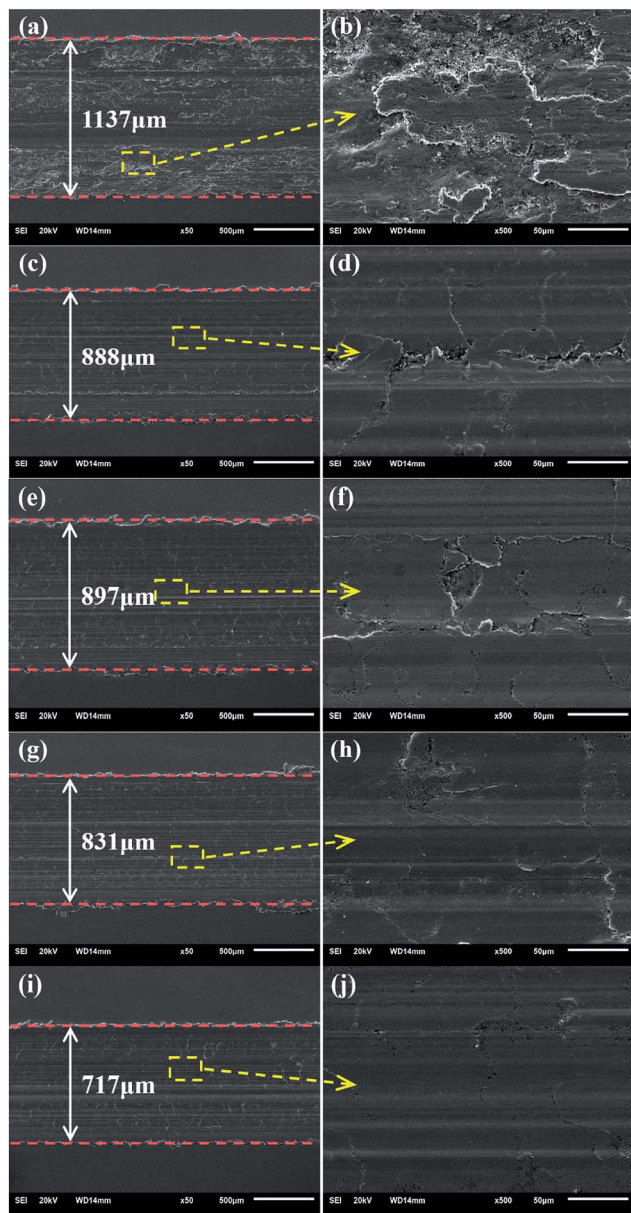 (a)
1137μm
SEI 20kV WD14mm x50 500μm
(b)
SEI 20kV WD14mm x500 50μm
(c)
888μm
SEI 20kV WD14mm x50 500μm
(d)
SEI 20kV WD14mm x500 50μm
(e)
897μm
SEI 20kV WD14mm x50 500μm
(f)
SEI 20kV WD14mm x500 50μm
(g)
831μm
SEI 20kV WD14mm x50 500μm
(h)
SEI 20kV WD14mm x500 50μm
(i)
717μm
SEI 20kV WD14mm x50 500μm
(j)
SEI 20kV WD14mm x500 50μm